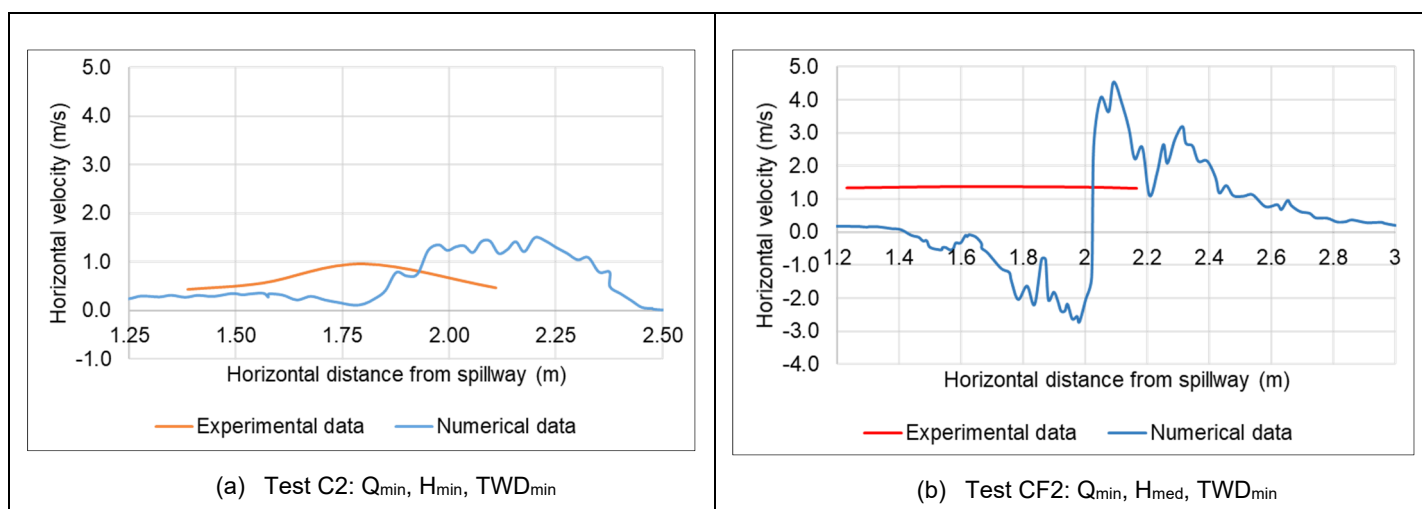 5.0
4.0
3.0
2.0
1.0
0.0
-1.0
Horizontal velocity (m/s)
1.25 1.50 1.75 2.00 2.25 2.50
Horizontal distance from spillway (m)
Experimental data Numerical data
(a) Test C2: Qmin, Hmin, TWDmin
5.0
4.0
3.0
2.0
1.0
0.0
-1.0
-2.0
-3.0
-4.0
Horizontal velocity (m/s)
1.2 1.4 1.6 1.8 2 2.2 2.4 2.6 2.8 3
Horizontal distance from spillway (m)
Experimental data Numerical data
(b) Test CF2: Qmin, Hmed, TWDmin